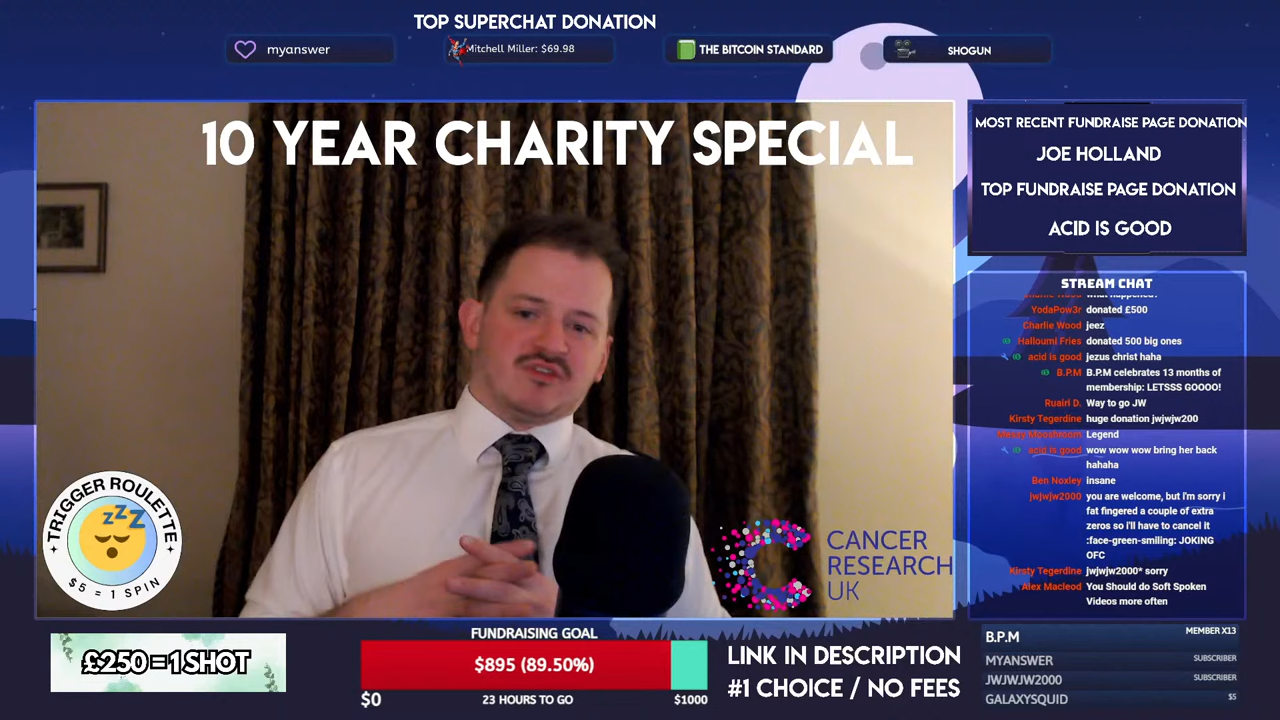 TOP SUPERCHAT DONATION
myanswer
Mitchell Miller: $69.98
THE BITCOIN STANDARD
SHOGUN
10 YEAR CHARITY SPECIAL
MOST RECENT FUNDRAISE PAGE DONATION
JOE HOLLAND
TOP FUNDRAISE PAGE DONATION
ACID IS GOOD
STREAM CHAT
YodaPow3r donated £500
Charlie Wood jeez
Halloumi Fries donated 500 big ones
acid is good jezus christ haha
B.P.M B.P.M celebrates 13 months of
membership: LETSSS GOOOO!
Ruairi D. Way to go JW
Kirsty Tegerdine huge donation jwjwjw200
Messy Mooshroom Legend
acid is good wow wow wow bring her back
hahaha
Ben Noxley insane
jwjwjw2000 you are welcome, but i'm sorry i
fat fingered a couple of extra
zeros so i'll have to cancel it
:face-green-smiling: JOKING
OFC
Kirsty Tegerdine jwjwjw2000* sorry
Alex Macleod You Should do Soft Spoken
Videos more often
TRIGGER ROULETTE
zzz
$5 = 1 SPIN
CANCER
RESEARCH
UK
£250 = 1 SHOT
FUNDRAISING GOAL
$895 (89.50%)
$0
23 HOURS TO GO
$1000
LINK IN DESCRIPTION
#1 CHOICE / NO FEES
B.P.M MEMBER X13
MYANSWER SUBSCRIBER
JWJWJW2000 SUBSCRIBER
GALAXYSQUID $5